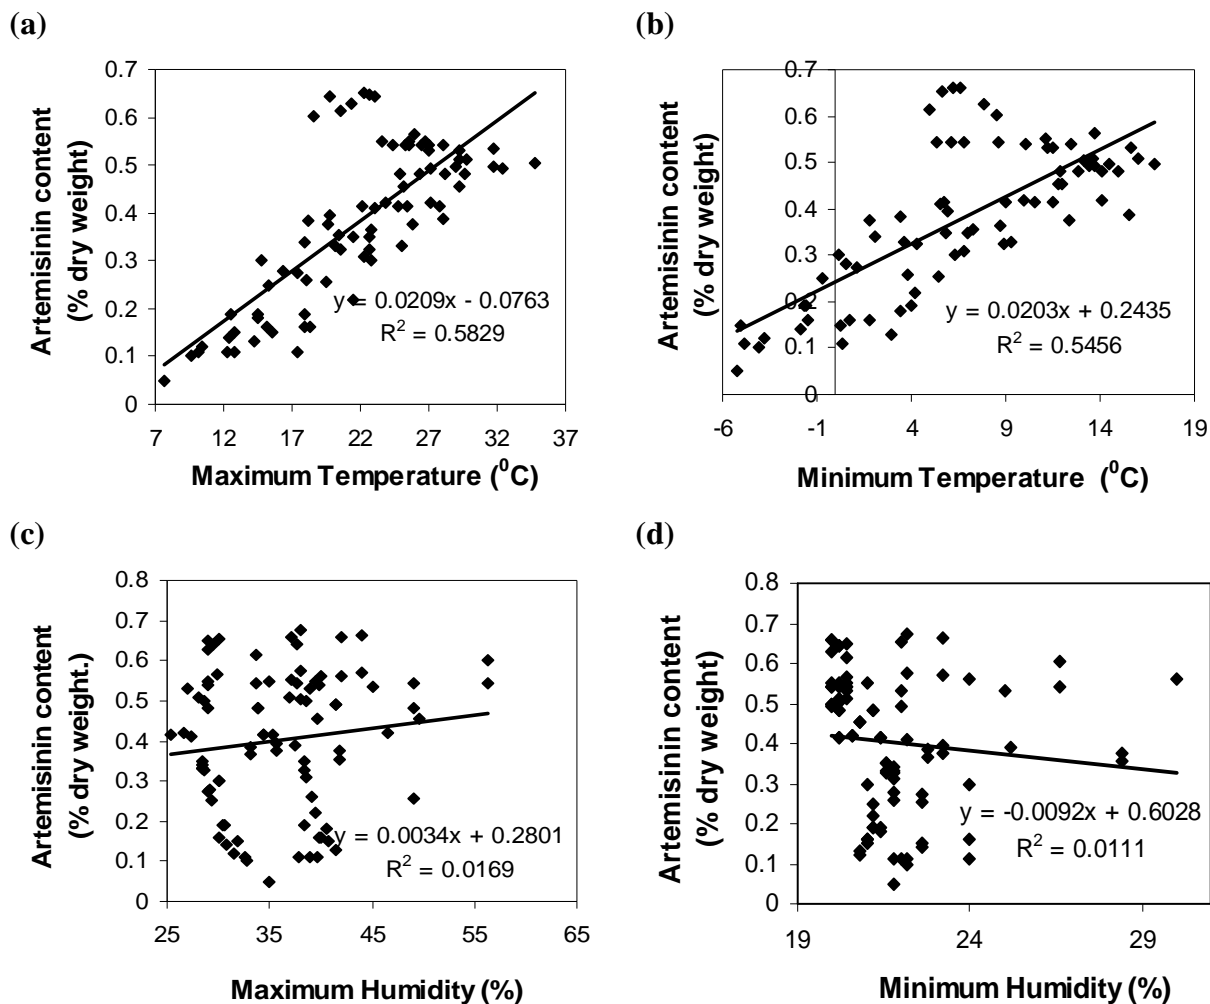 (a)
0.7
0.6
0.5
0.4
0.3
0.2
0.1
0
Artemisinin content
(% dry weight)
y = 0.0209x - 0.0763
R² = 0.5829
7 12 17 22 27 32 37
Maximum Temperature (⁰C)
(b)
0.7
0.6
0.5
0.4
0.3
0.2
0.1
0
Artemisinin content
(% dry weight)
y = 0.0203x + 0.2435
R² = 0.5456
-6 -1 4 9 14 19
Minimum Temperature (⁰C)
(c)
0.8
0.7
0.6
0.5
0.4
0.3
0.2
0.1
0
Artemisinin content
(% dry weight.)
y = 0.0034x + 0.2801
R² = 0.0169
25 35 45 55 65
Maximum Humidity (%)
(d)
0.8
0.7
0.6
0.5
0.4
0.3
0.2
0.1
0
Artemisinin content
(% dry weight)
y = -0.0092x + 0.6028
R² = 0.0111
19 24 29
Minimum Humidity (%)